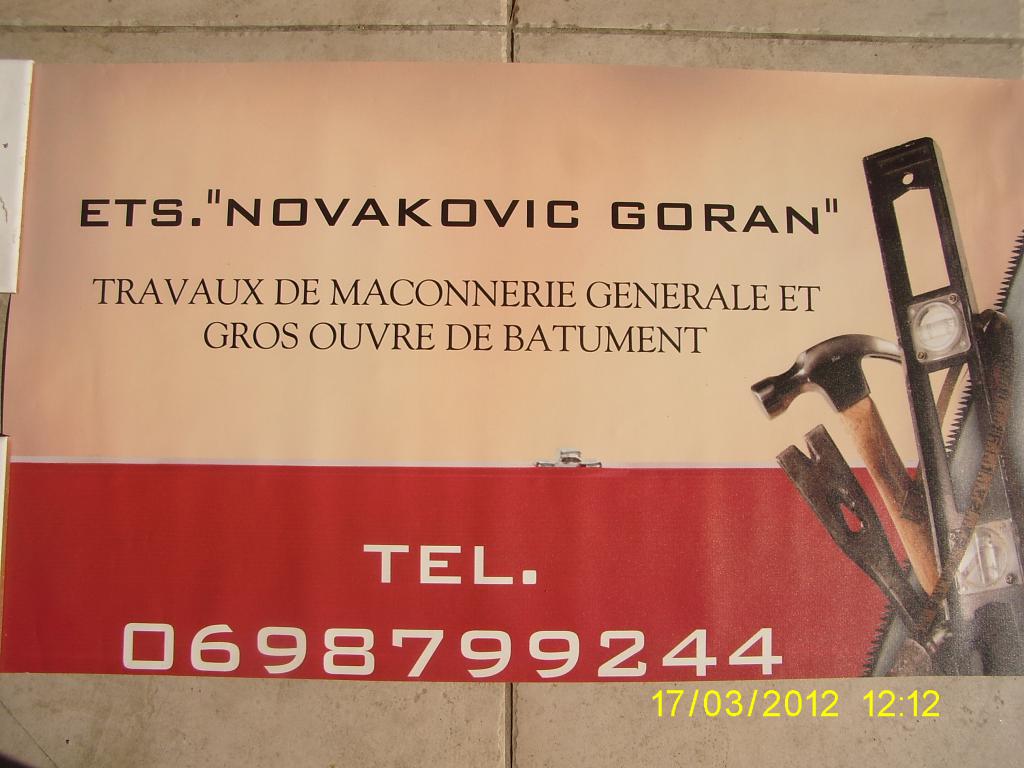 ETS."NOVAKOVIC GORAN"
TRAVAUX DE MACONNERIE GENERALE ET
GROS OUVRE DE BATUMENT
TEL.
0698799244
17/03/2012 12:12